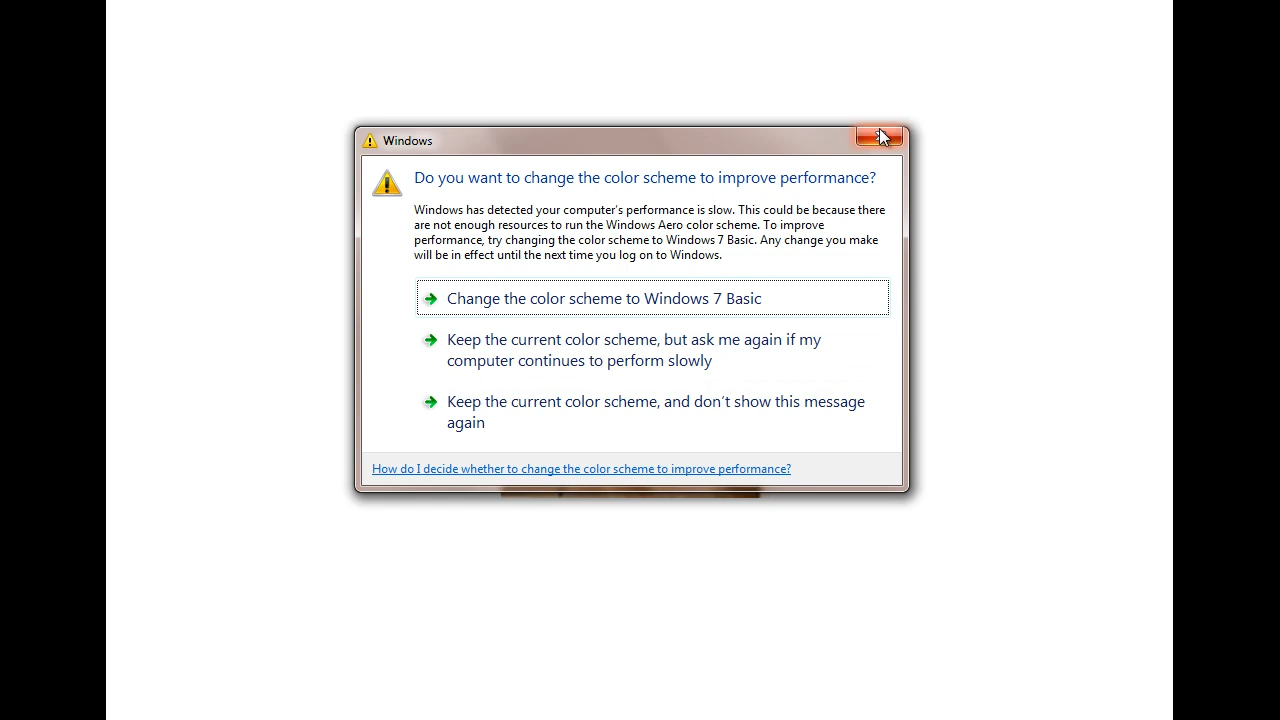 Windows
Do you want to change the color scheme to improve performance?
Windows has detected your computer's performance is slow. This could be because there
are not enough resources to run the Windows Aero color scheme. To improve
performance, try changing the color scheme to Windows 7 Basic. Any change you make
will be in effect until the next time you log on to Windows.
Change the color scheme to Windows 7 Basic
Keep the current color scheme, but ask me again if my
computer continues to perform slowly
Keep the current color scheme, and don't show this message
again
How do I decide whether to change the color scheme to improve performance?